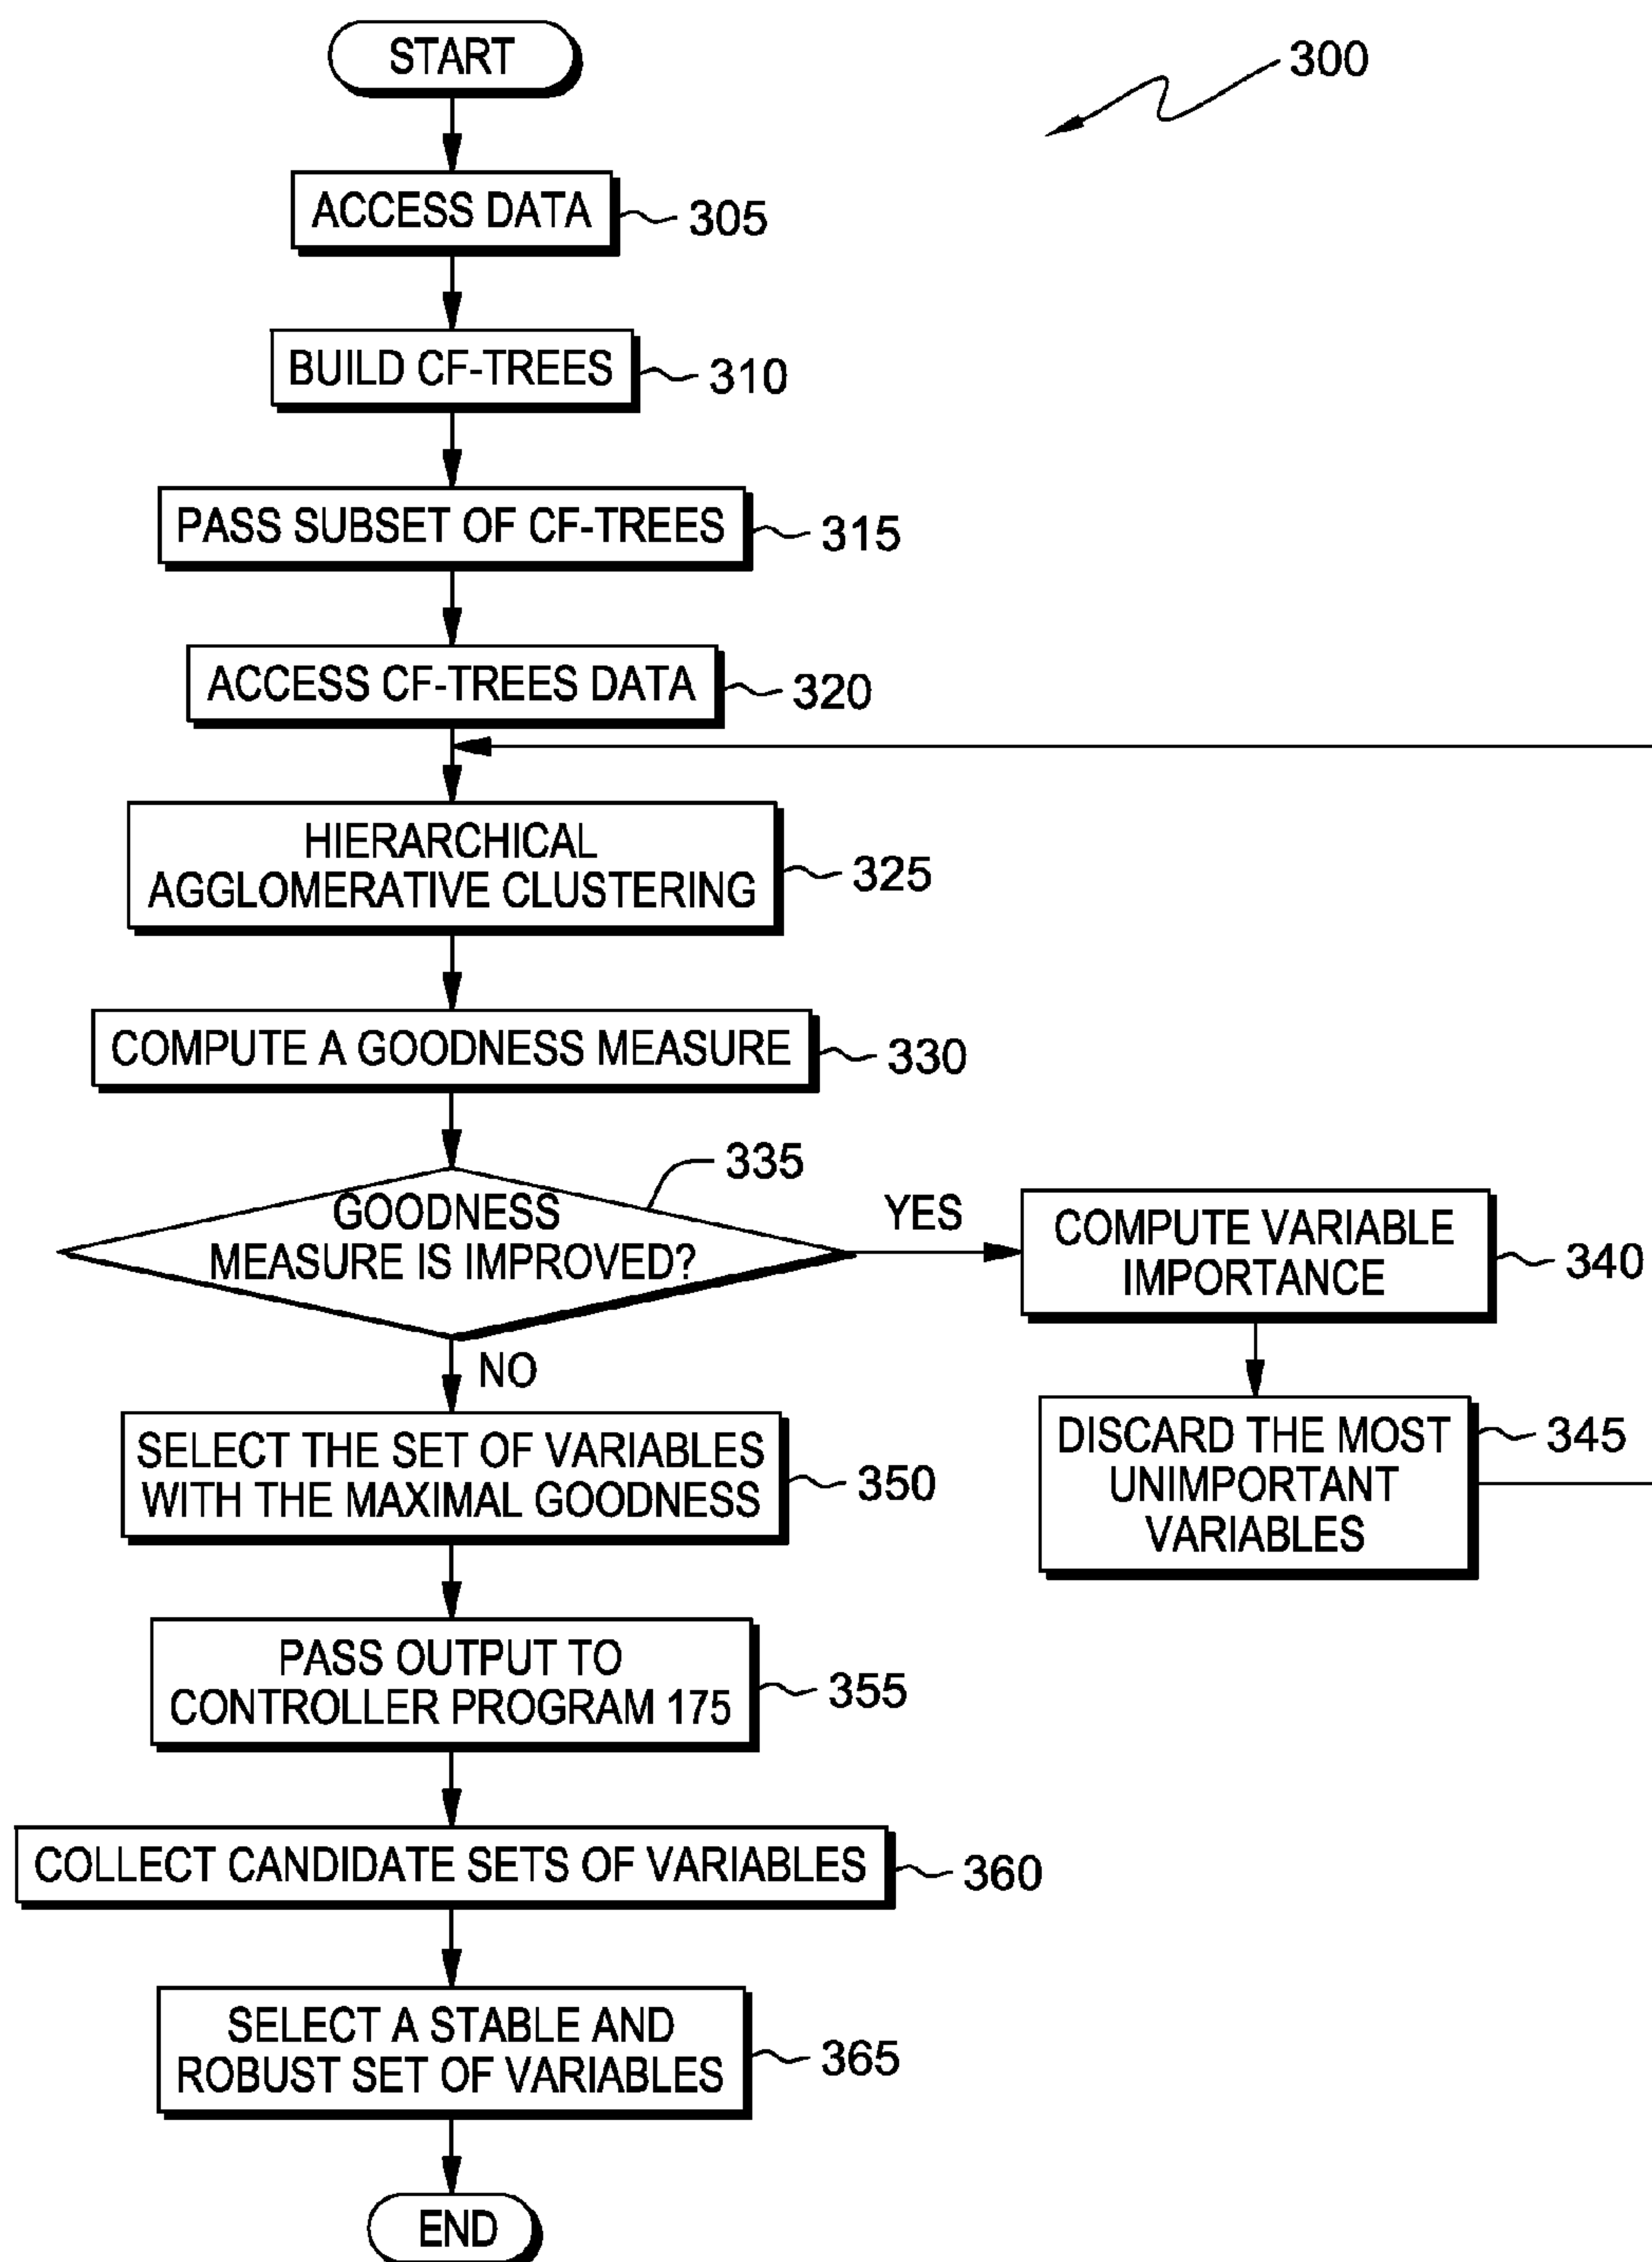 START
300
ACCESS DATA
305
BUILD CF-TREES
310
PASS SUBSET OF CF-TREES
315
ACCESS CF-TREES DATA
320
HIERARCHICAL
AGGLOMERATIVE CLUSTERING
325
COMPUTE A GOODNESS MEASURE
330
335
GOODNESS
MEASURE IS IMPROVED?
YES
COMPUTE VARIABLE
IMPORTANCE
340
NO
DISCARD THE MOST
UNIMPORTANT
VARIABLES
345
SELECT THE SET OF VARIABLES
WITH THE MAXIMAL GOODNESS
350
PASS OUTPUT TO
CONTROLLER PROGRAM 175
355
COLLECT CANDIDATE SETS OF VARIABLES
360
SELECT A STABLE AND
ROBUST SET OF VARIABLES
365
END